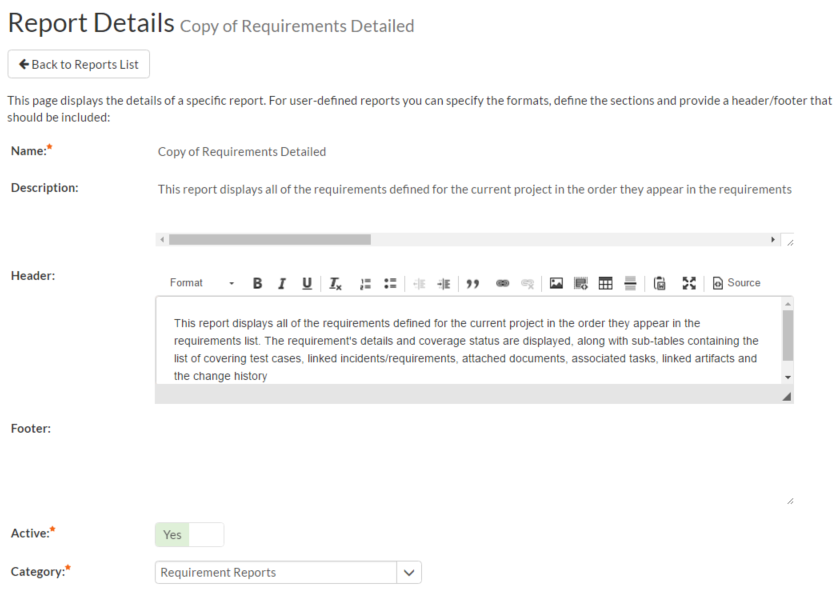 Report Details Copy of Requirements Detailed
Back to Reports List
This page displays the details of a specific report. For user-defined reports you can specify the formats, define the sections and provide a header/footer that
should be included:
Name:* Copy of Requirements Detailed
Description: This report displays all of the requirements defined for the current project in the order they appear in the requirements
Header: Format B I U Tx Source
This report displays all of the requirements defined for the current project in the order they appear in the
requirements list. The requirement's details and coverage status are displayed, along with sub-tables containing the
list of covering test cases, linked incidents/requirements, attached documents, associated tasks, linked artifacts and
the change history
Footer:
Active:* Yes
Category:* Requirement Reports